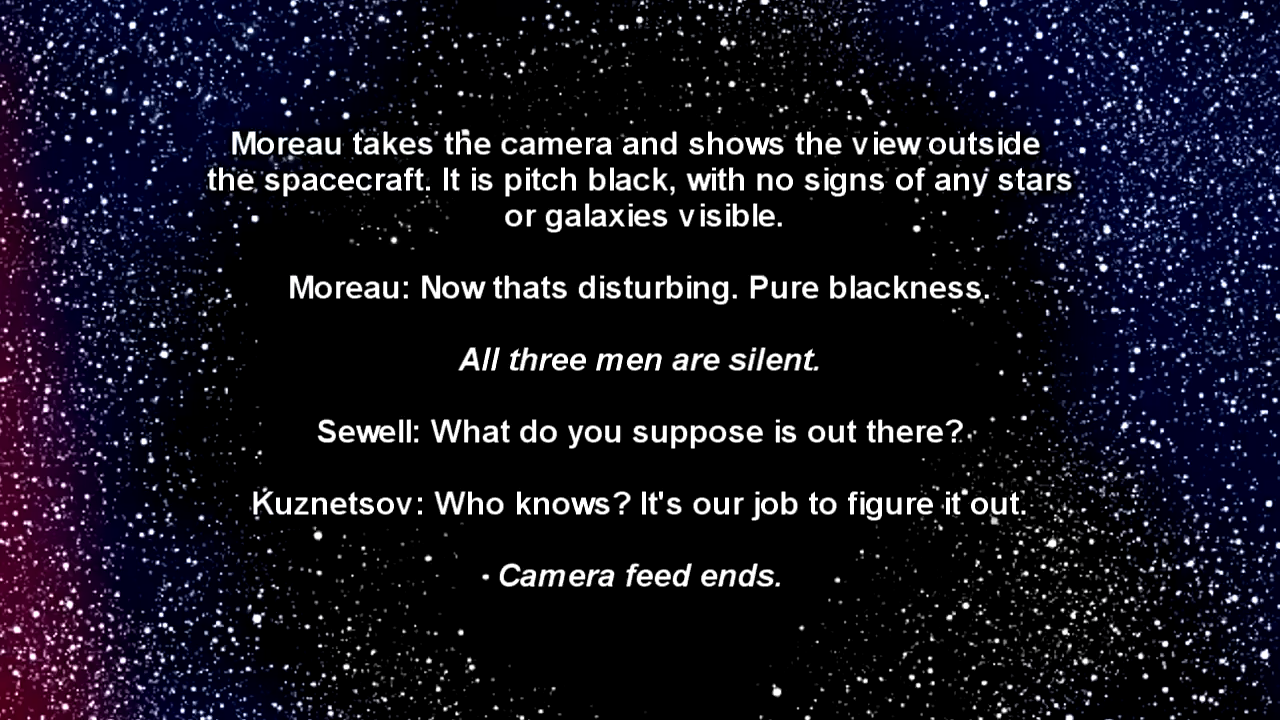 Moreau takes the camera and shows the view outside
the spacecraft. It is pitch black, with no signs of any stars
or galaxies visible.
Moreau: Now thats disturbing. Pure blackness.
All three men are silent.
Sewell: What do you suppose is out there?
Kuznetsov: Who knows? It's our job to figure it out.
Camera feed ends.